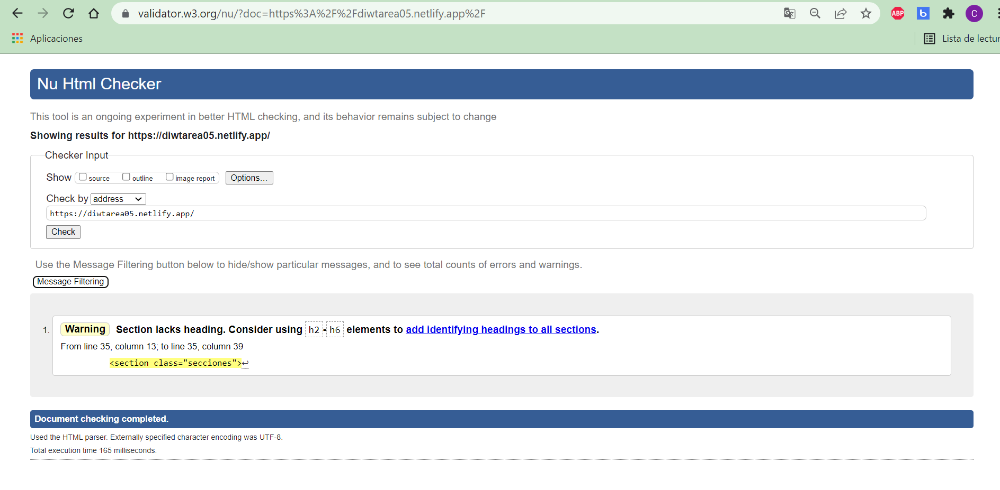 validator.w3.org/nu/?doc=https%3A%2F%2Fdiwtarea05.netlify.app%2F
ABP
b
C
Aplicaciones
Lista de lectur
Nu Html Checker
This tool is an ongoing experiment in better HTML checking, and its behavior remains subject to change
Showing results for https://diwtarea05.netlify.app/
Checker Input
Show source outline image report Options...
Check by address
https://diwtarea05.netlify.app/
Check
Use the Message Filtering button below to hide/show particular messages, and to see total counts of errors and warnings.
Message Filtering
1. Warning Section lacks heading. Consider using h2-h6 elements to add identifying headings to all sections.
From line 35, column 13; to line 35, column 39
<section class="secciones">↩
Document checking completed.
Used the HTML parser. Externally specified character encoding was UTF-8.
Total execution time 165 milliseconds.